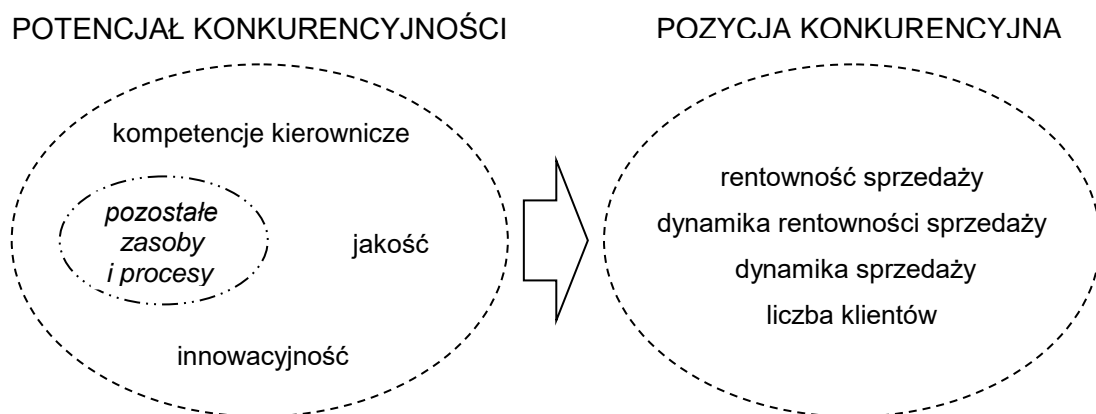 POTENCJAŁ KONKURENCYJNOŚCI
POZYCJA KONKURENCYJNA
kompetencje kierownicze
pozostałe
zasoby
i procesy
jakość
innowacyjność
rentowność sprzedaży
dynamika rentowności sprzedaży
dynamika sprzedaży
liczba klientów